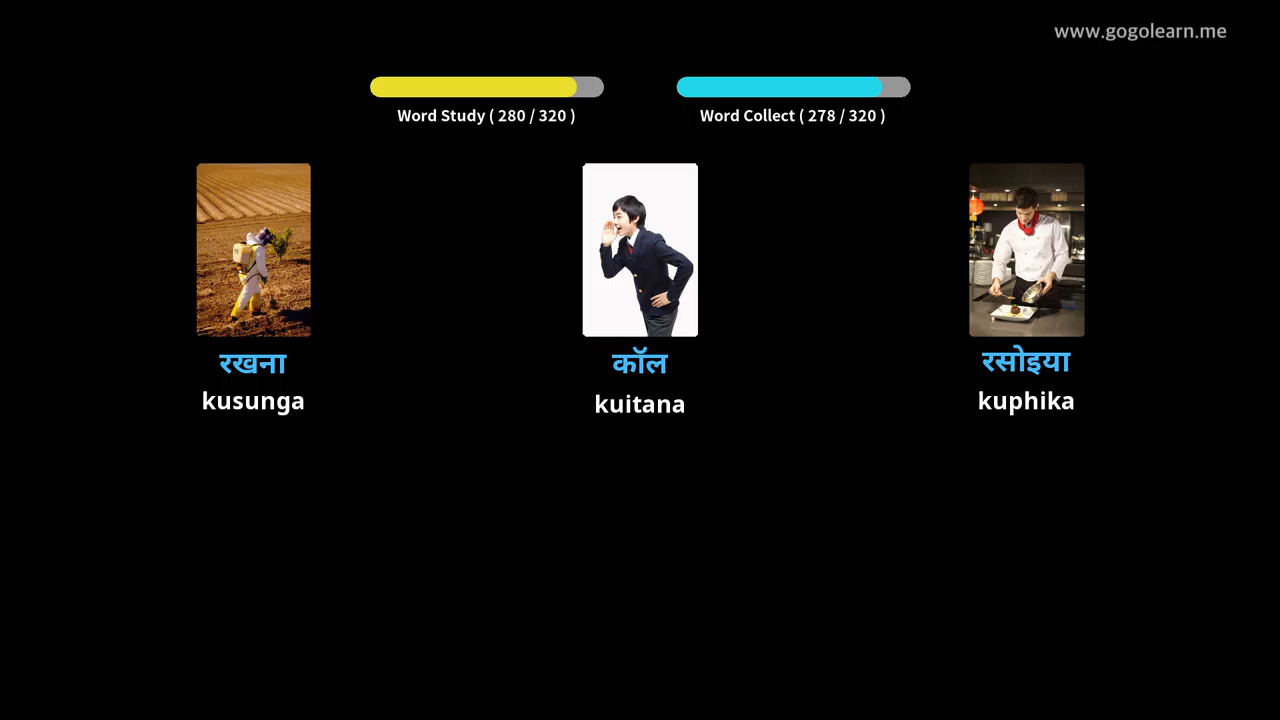 www.gogolearn.me
Word Study ( 280 / 320 )
Word Collect ( 278 / 320 )
रखना
kusunga
कॉल
kuitana
रसोइया
kuphika